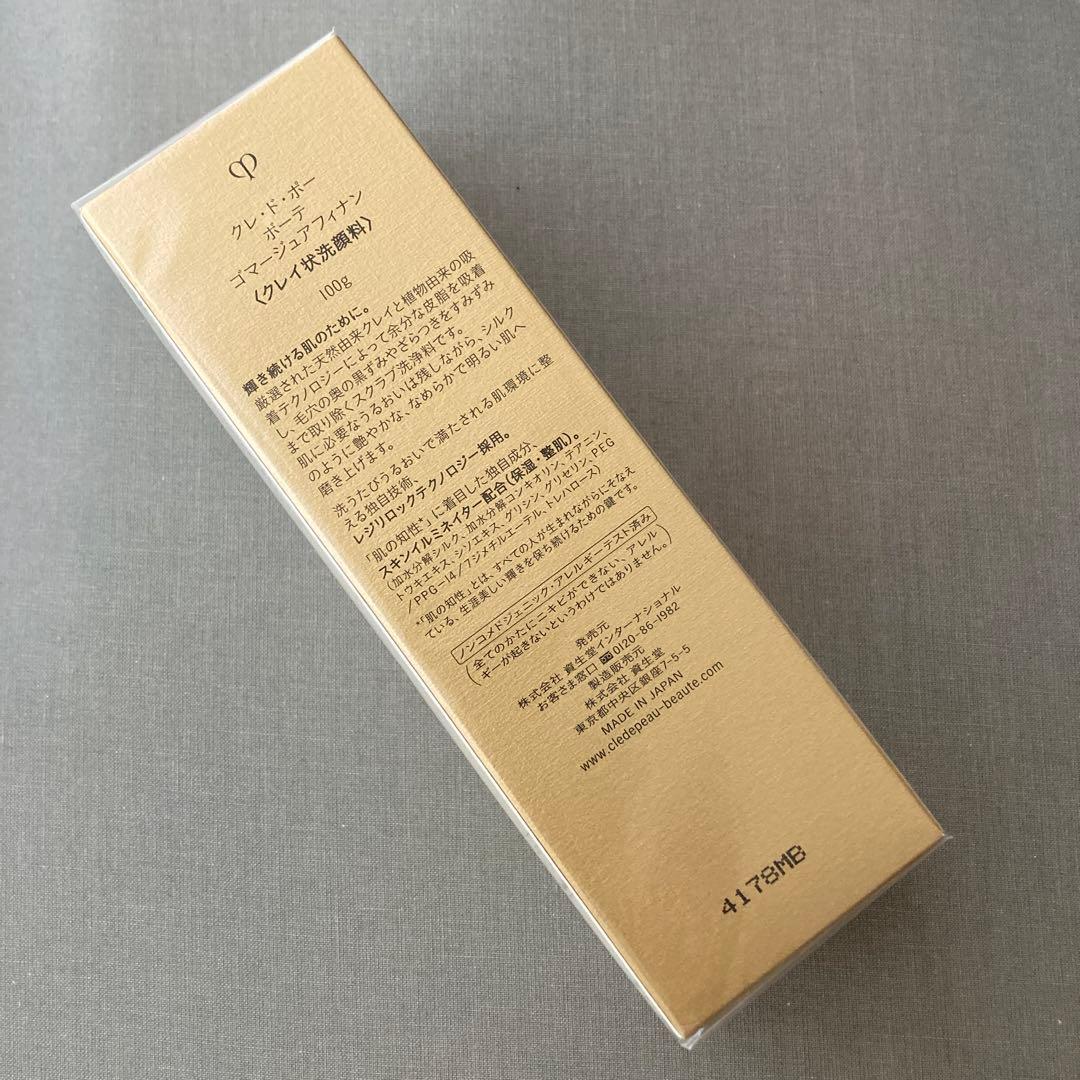 クレ・ド・ポー
ボーテ
ゴマージュアフィナン
〈クレイ状洗顔料〉
100g
輝き続ける肌のために。
厳選された天然由来クレイと植物由来の吸
着テクノロジーによって余分な皮脂を吸着
し、毛穴の奥の黒ずみやざらつきをすみずみ
まで取り除くスクラブ洗浄料です。
肌に必要なうるおいは残しながら、シルク
のように艶やかな、なめらかで明るい肌へ
磨き上げます。
洗うたびうるおいで満たされる肌環境に整
える独自技術、
レジリロックテクノロジー採用。
「肌の知性*」に着目した独自成分、
スキンイルミネイター配合(保湿・整肌)。
(加水分解シルク、加水分解コンキオリン、テアニン、
トウキエキス、シソエキス、グリシン、グリセリン、PEG
/PPG-14/7ジメチルエーテル、トレハロース)
*「肌の知性」とは、すべての人が生まれながらにそなえ
ている、生涯美しい輝きを保ち続けるための鍵です。
ノンコメドジェニック・アレルギーテスト済み
(全てのかたにニキビができない、アレル
ギーが起きないというわけではありません。)
発売元
株式会社 資生堂インターナショナル
お客さま窓口 0120-86-1982
製造販売元
株式会社 資生堂
東京都中央区銀座7-5-5
MADE IN JAPAN
www.cledepeau-beaute.com
4178MB